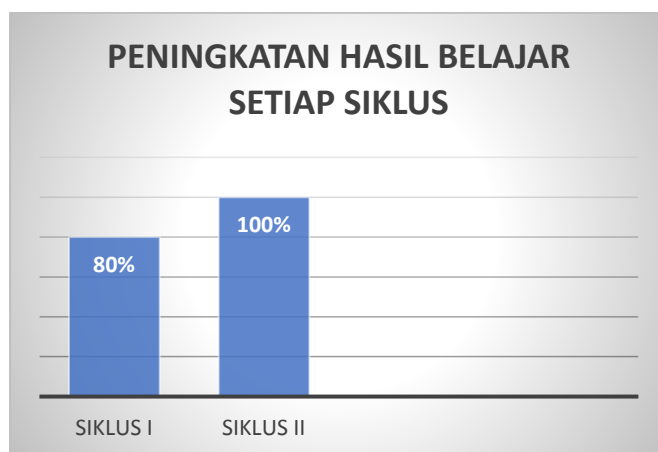 PENINGKATAN HASIL BELAJAR
SETIAP SIKLUS
100%
80%
SIKLUS I
SIKLUS II